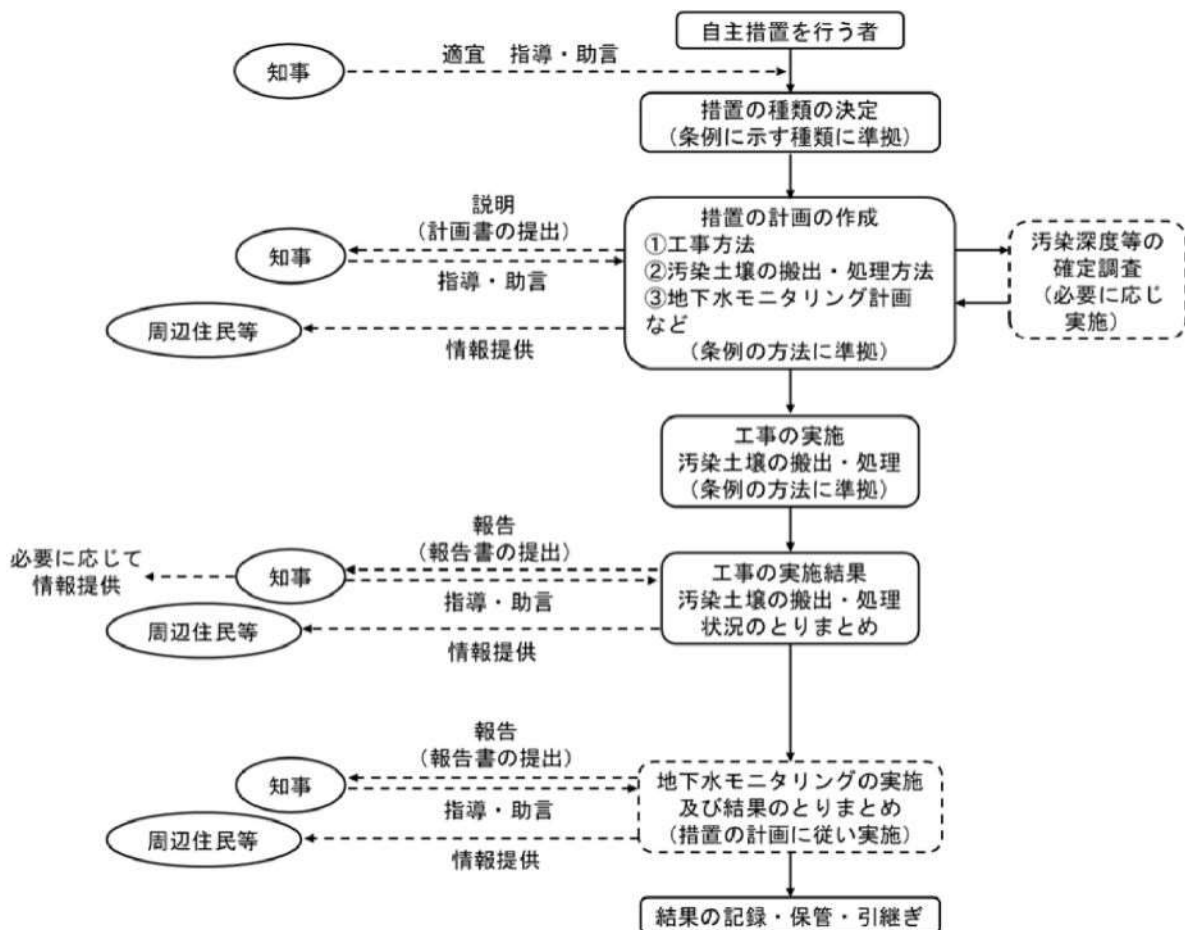 自主措置を行う者
適宜　指導・助言
知事
措置の種類の決定
(条例に示す種類に準拠)
説明
(計画書の提出)
知事
指導・助言
周辺住民等
情報提供
措置の計画の作成
①工事方法
②汚染土壌の搬出・処理方法
③地下水モニタリング計画
など
(条例の方法に準拠)
汚染深度等の
確定調査
(必要に応じ
実施)
工事の実施
汚染土壌の搬出・処理
(条例の方法に準拠)
報告
(報告書の提出)
必要に応じて
情報提供
知事
指導・助言
周辺住民等
情報提供
工事の実施結果
汚染土壌の搬出・処理
状況のとりまとめ
報告
(報告書の提出)
知事
指導・助言
周辺住民等
情報提供
地下水モニタリングの実施
及び結果のとりまとめ
(措置の計画に従い実施)
結果の記録・保管・引継ぎ